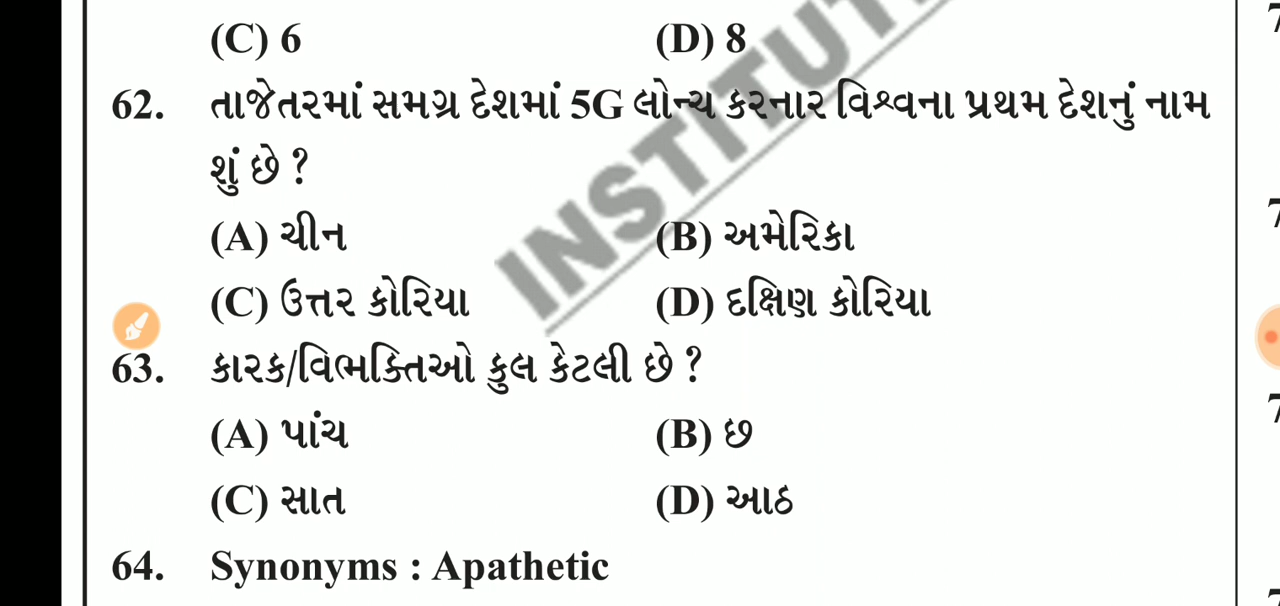 (C) 6 (D) 8
62. તાજેતરમાં સમગ્ર દેશમાં 5G લોન્ચ કરનાર વિશ્વના પ્રથમ દેશનું નામ
શું છે ?
(A) ચીન (B) અમેરિકા
(C) ઉત્તર કોરિયા (D) દક્ષિણ કોરિયા
63. કારક/વિભક્તિઓ કુલ કેટલી છે ?
(A) પાંચ (B) છ
(C) સાત (D) આઠ
64. Synonyms : Apathetic
INSTITUT